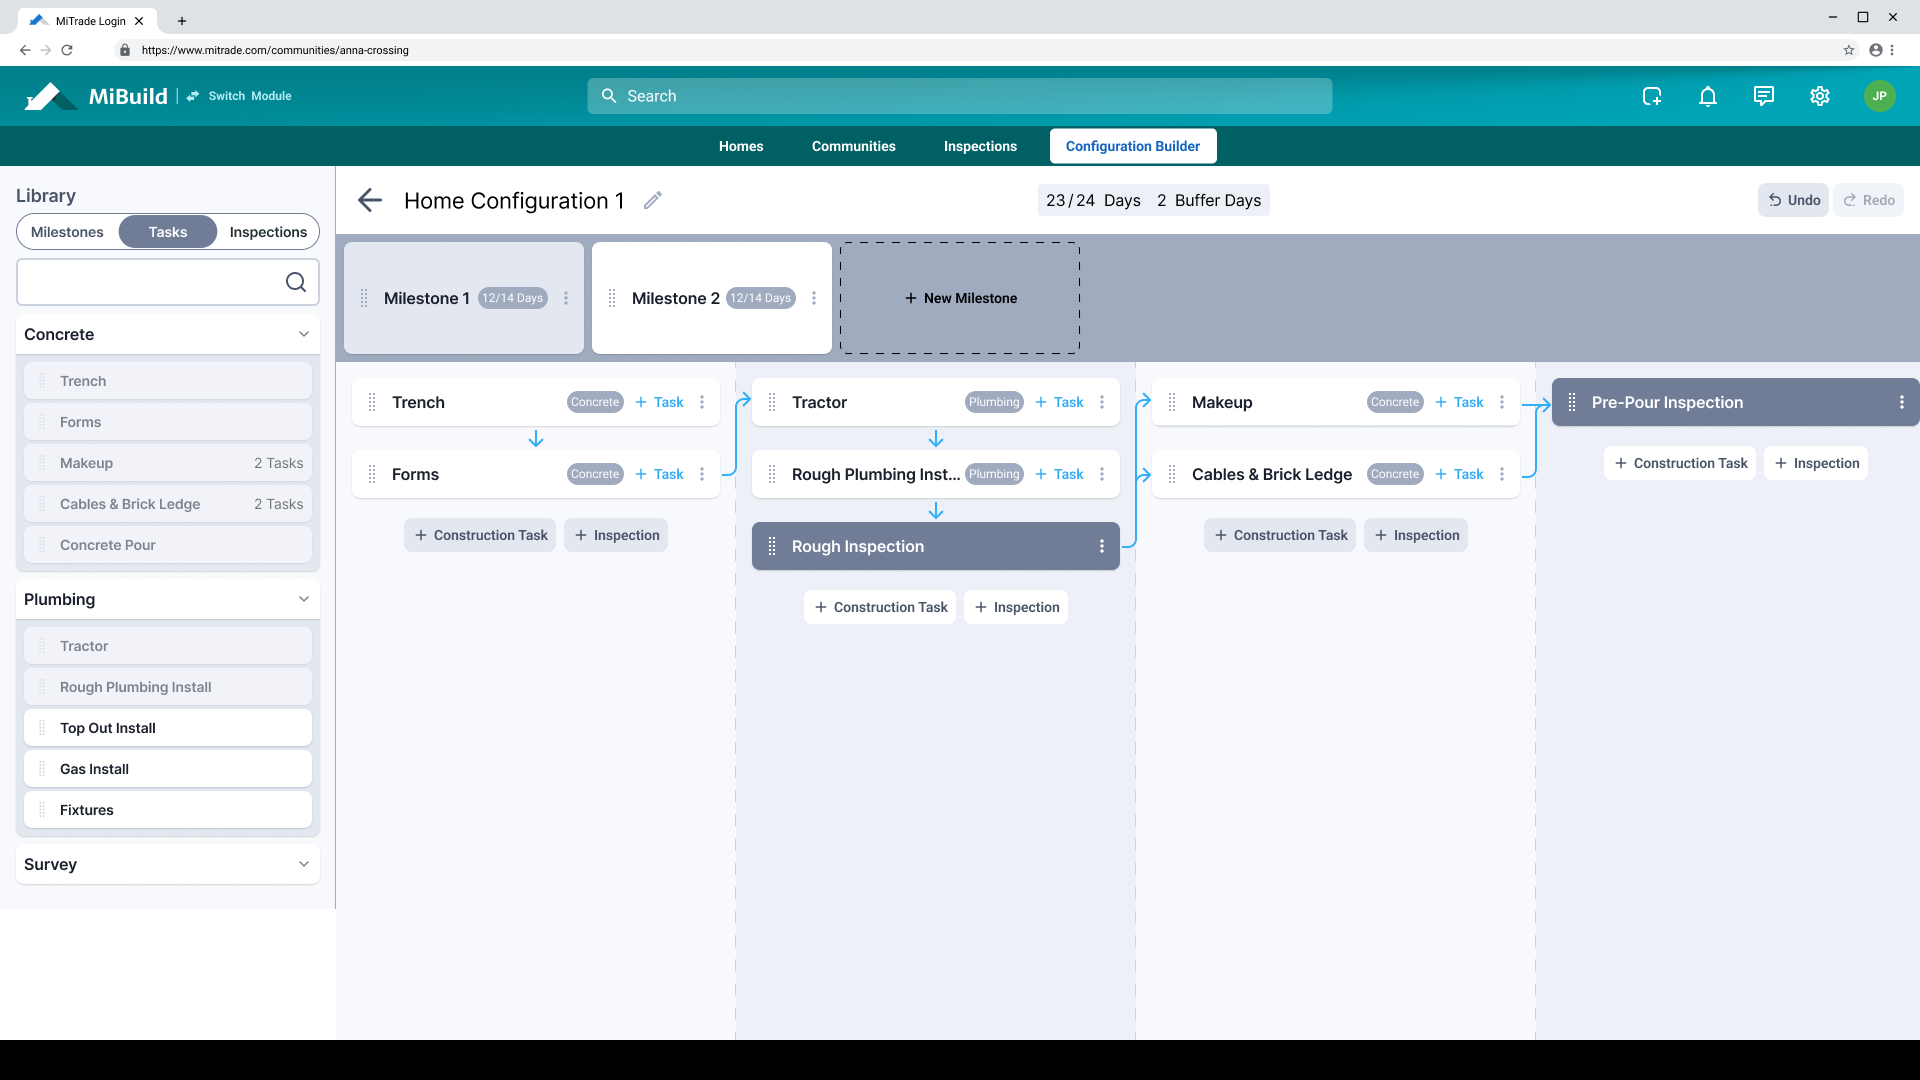 MiTrade Login
https://www.mitrade.com/communities/anna-crossing
MiBuild
Switch Module
Search
JP
Homes
Communities
Inspections
Configuration Builder
Library
Milestones
Tasks
Inspections
Concrete
Trench
Forms
Makeup 2 Tasks
Cables & Brick Ledge 2 Tasks
Concrete Pour
Plumbing
Tractor
Rough Plumbing Install
Top Out Install
Gas Install
Fixtures
Survey
Home Configuration 1
23/24 Days 2 Buffer Days
Undo
Redo
Milestone 1 12/14 Days
Milestone 2 12/14 Days
+ New Milestone
Trench Concrete + Task
Forms Concrete + Task
+ Construction Task
+ Inspection
Tractor Plumbing + Task
Rough Plumbing Inst... Plumbing + Task
Rough Inspection
+ Construction Task
+ Inspection
Makeup Concrete + Task
Cables & Brick Ledge Concrete + Task
+ Construction Task
+ Inspection
Pre-Pour Inspection
+ Construction Task
+ Inspection